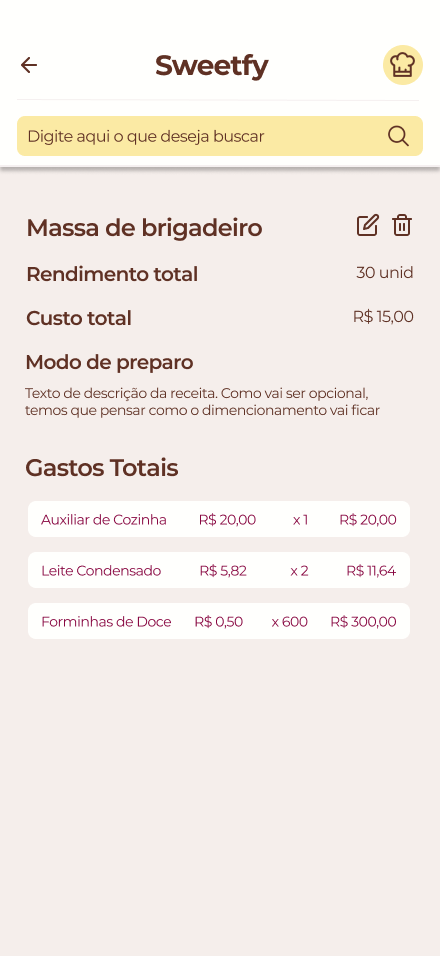 Sweetfy
Digite aqui o que deseja buscar
Massa de brigadeiro
Rendimento total 30 unid
Custo total R$ 15,00
Modo de preparo
Texto de descrição da receita. Como vai ser opcional,
temos que pensar como o dimencionamento vai ficar
Gastos Totais
Auxiliar de Cozinha R$ 20,00 x 1 R$ 20,00
Leite Condensado R$ 5,82 x 2 R$ 11,64
Forminhas de Doce R$ 0,50 x 600 R$ 300,00